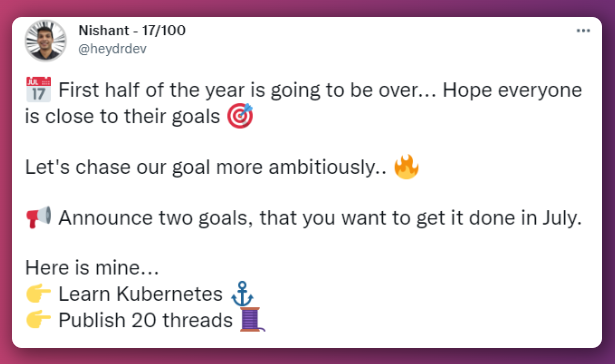 Nishant - 17/100
@heydrdev
...
📅 First half of the year is going to be over... Hope everyone
is close to their goals 🎯
Let's chase our goal more ambitiously.. 🔥
📢 Announce two goals, that you want to get it done in July.
Here is mine...
👉 Learn Kubernetes ⚓
👉 Publish 20 threads 🧵